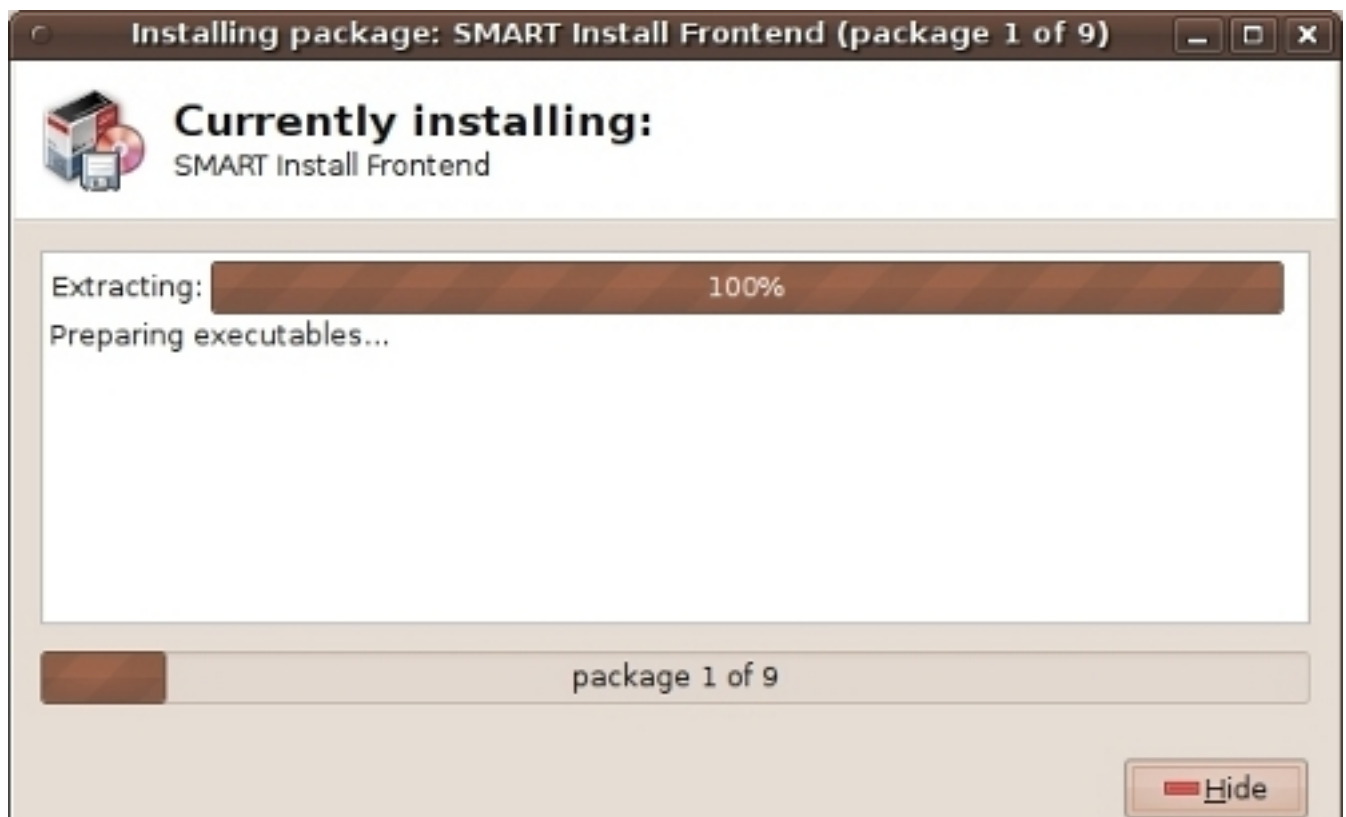 Installing package: SMART Install Frontend (package 1 of 9)
Currently installing:
SMART Install Frontend
Extracting: 100%
Preparing executables...
package 1 of 9
Hide